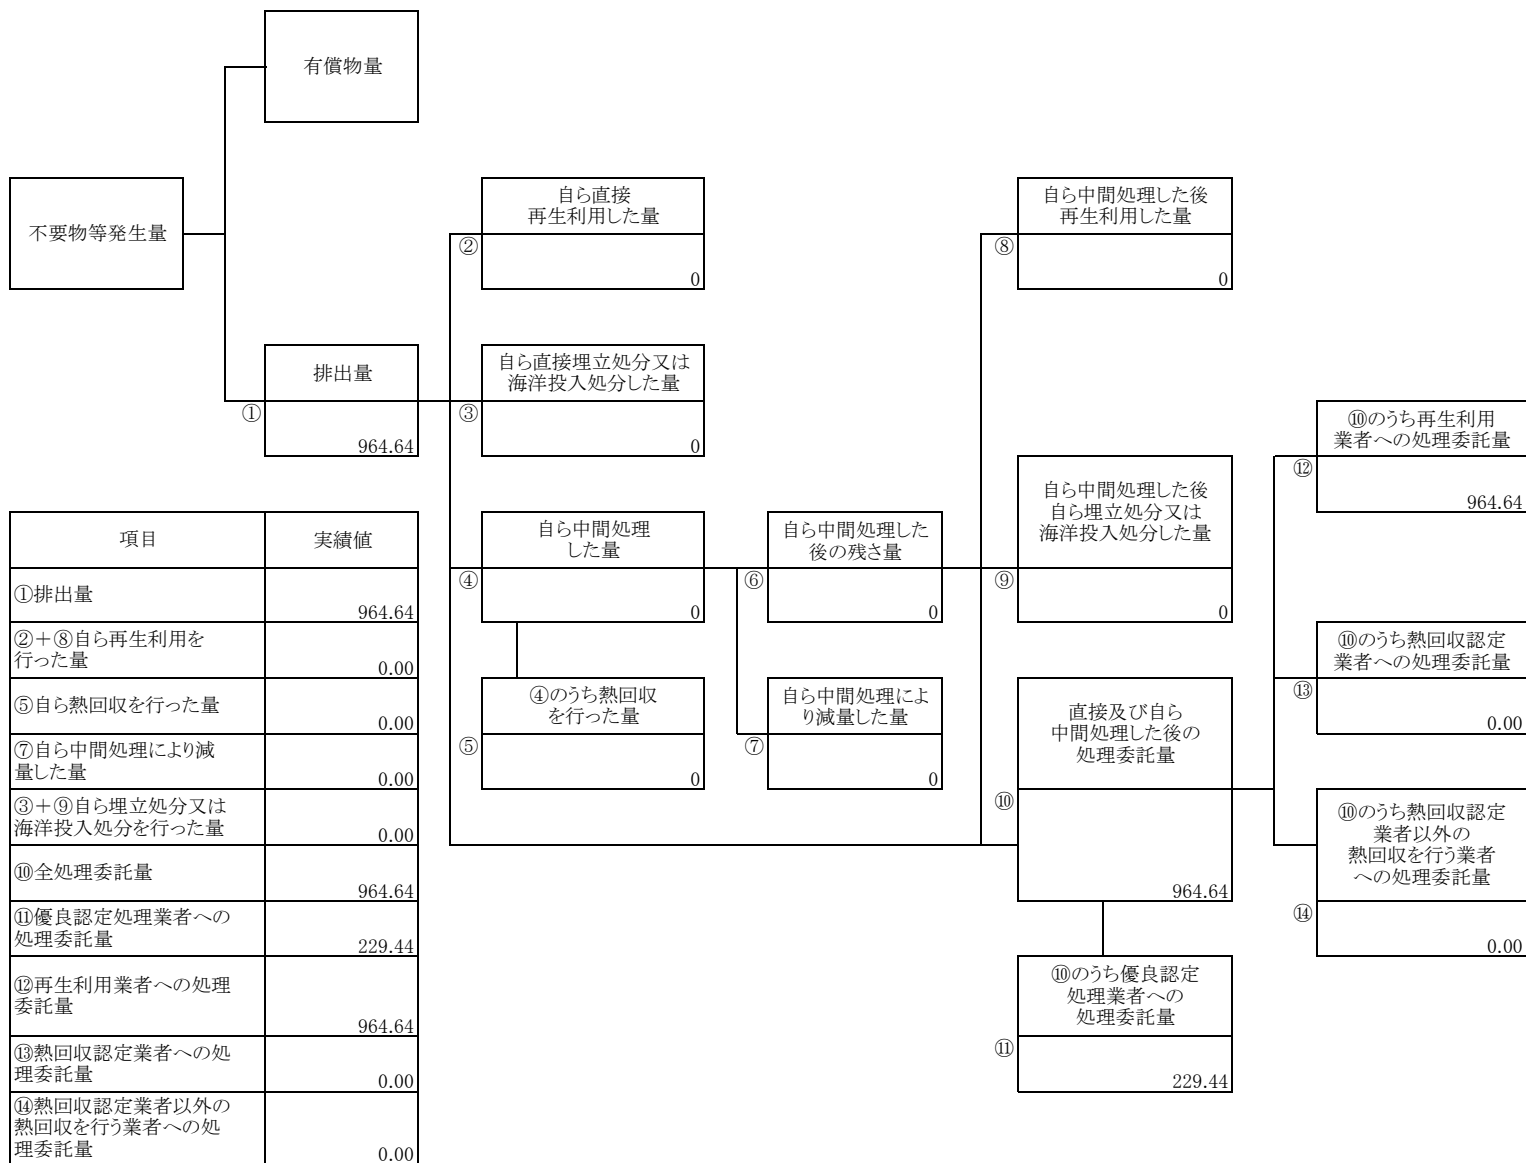 有償物量
不要物等発生量
自ら直接
再生利用した量
②
0
自ら中間処理した後
再生利用した量
⑧
0
排出量
①
964.64
自ら直接埋立処分又は
海洋投入処分した量
③
0
⑩のうち再生利用
業者への処理委託量
⑫
964.64
自ら中間処理
した量
④
0
自ら中間処理した
後の残さ量
⑥
0
自ら中間処理した後
自ら埋立処分又は
海洋投入処分した量
⑨
0
⑩のうち熱回収認定
業者への処理委託量
⑬
0.00
④のうち熱回収
を行った量
⑤
0
自ら中間処理によ
り減量した量
⑦
0
直接及び自ら
中間処理した後の
処理委託量
⑩
964.64
⑩のうち熱回収認定
業者以外の
熱回収を行う業者
への処理委託量
⑭
0.00
⑩のうち優良認定
処理業者への
処理委託量
⑪
229.44
項目 実績値
①排出量
964.64
②＋⑧自ら再生利用を
行った量
0.00
⑤自ら熱回収を行った量
0.00
⑦自ら中間処理により減
量した量
0.00
③＋⑨自ら埋立処分又は
海洋投入処分を行った量
0.00
⑩全処理委託量
964.64
⑪優良認定処理業者への
処理委託量
229.44
⑫再生利用業者への処理
委託量
964.64
⑬熱回収認定業者への処
理委託量
0.00
⑭熱回収認定業者以外の
熱回収を行う業者への処
理委託量
0.00